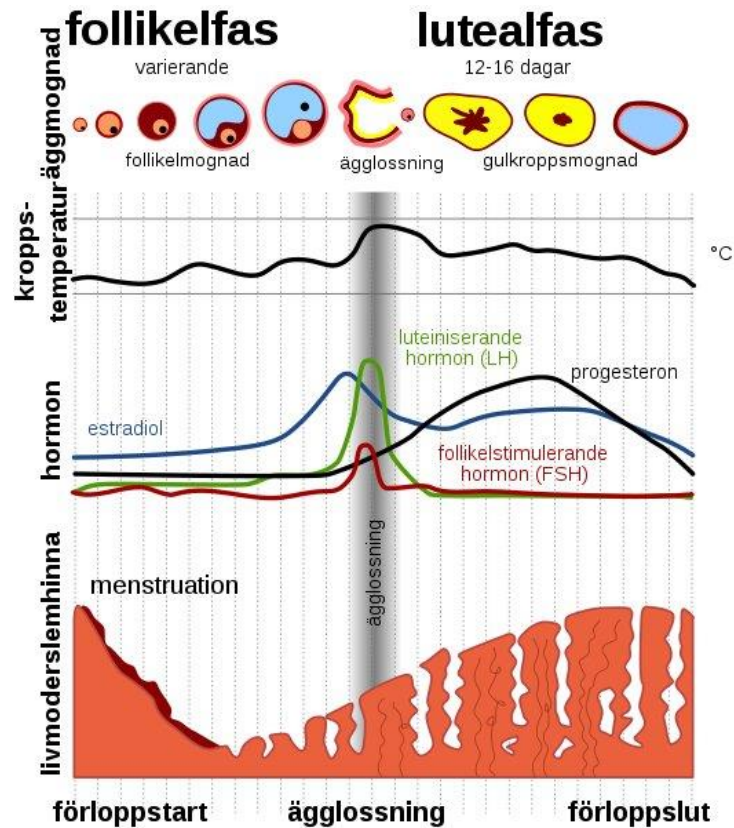 follikelfas
lutealfas
varierande
12-16 dagar
äggmognad
follikelmognad
ägglossning
gulkroppsmognad
kropps-
temperatur
°C
hormon
luteiniserande
hormon (LH)
progesteron
estradiol
follikelstimulerande
hormon (FSH)
ägglossning
livmoderslemhinna
menstruation
förloppstart
ägglossning
förloppslut